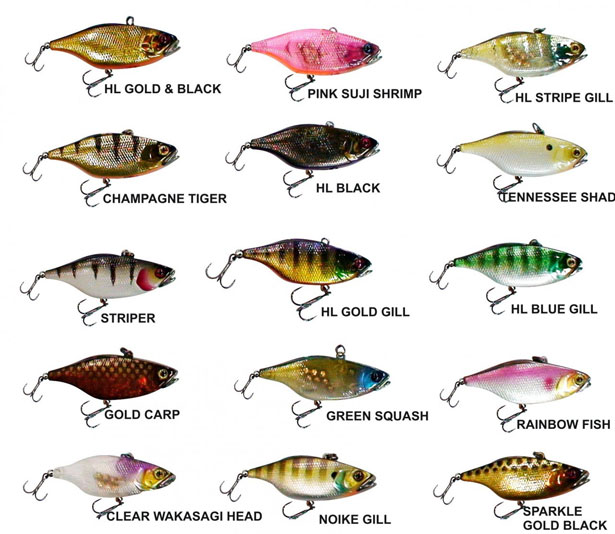 HL GOLD & BLACK
PINK SUJI SHRIMP
HL STRIPE GILL
CHAMPAGNE TIGER
HL BLACK
TENNESSEE SHAD
STRIPER
HL GOLD GILL
HL BLUE GILL
GOLD CARP
GREEN SQUASH
RAINBOW FISH
CLEAR WAKASAGI HEAD
NOIKE GILL
SPARKLE
GOLD BLACK